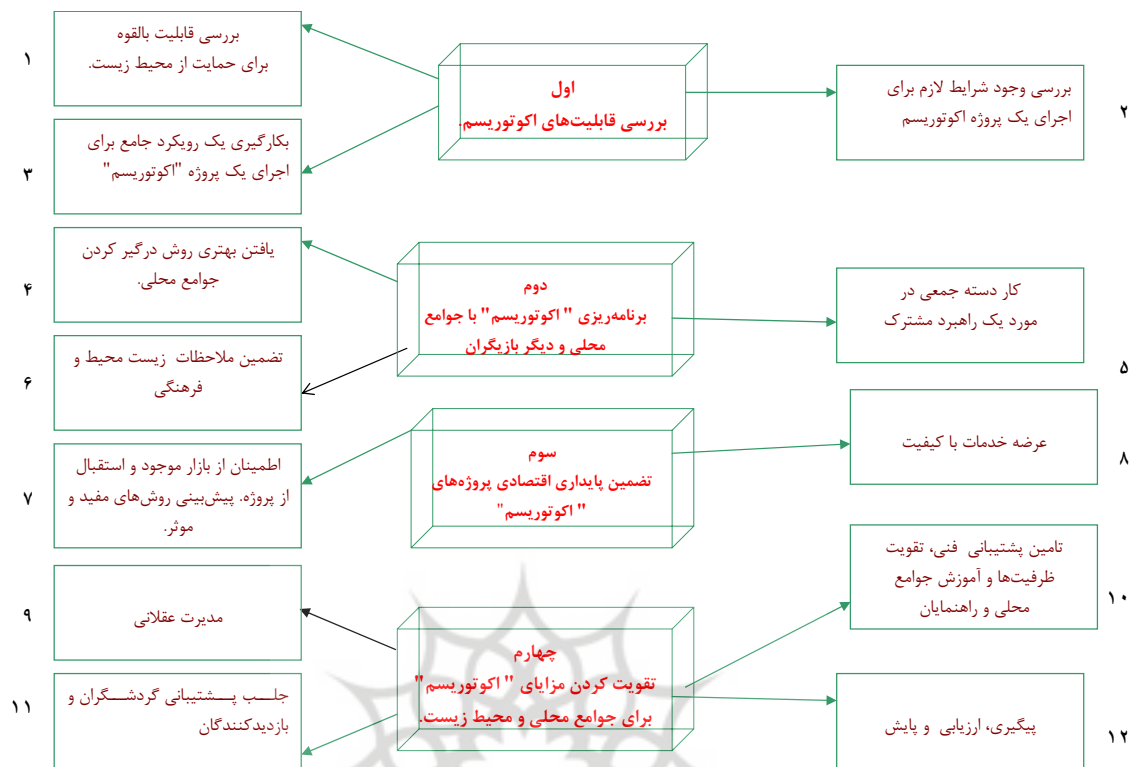 ۱
بررسی قابلیت بالقوه
برای حمایت از محیط زیست.
اول
بررسی قابلیت‌های اکوتوریسم.
بررسی وجود شرایط لازم برای
اجرای یک پروژه اکوتوریسم
۲
۳
بکارگیری یک رویکرد جامع برای
اجرای یک پروژه "اکوتوریسم"
۴
یافتن بهتری روش درگیر کردن
جوامع محلی.
دوم
برنامه‌ریزی " اکوتوریسم" با جوامع
محلی و دیگر بازیگران
کار دسته جمعی در
مورد یک راهبرد مشترک
۵
۶
تضمین ملاحظات زیست محیط و
فرهنگی
۷
اطمینان از بازار موجود و استقبال
از پروژه. پیش‌بینی روش‌های مفید و
موثر.
سوم
تضمین پایداری اقتصادی پروژه‌های
" اکوتوریسم"
عرضه خدمات با کیفیت
۸
۹
مدیرت عقلانی
چهارم
تقویت کردن مزایای " اکوتوریسم"
برای جوامع محلی و محیط زیست.
تامین پشتیبانی فنی، تقویت
ظرفیت‌ها و آموزش جوامع
محلی و راهنمایان
۱۰
۱۱
جلـــب پـــشتیبانی گردشـــگران و
بازدیدکنندگان
پیگیری، ارزیابی و پایش
۱۲